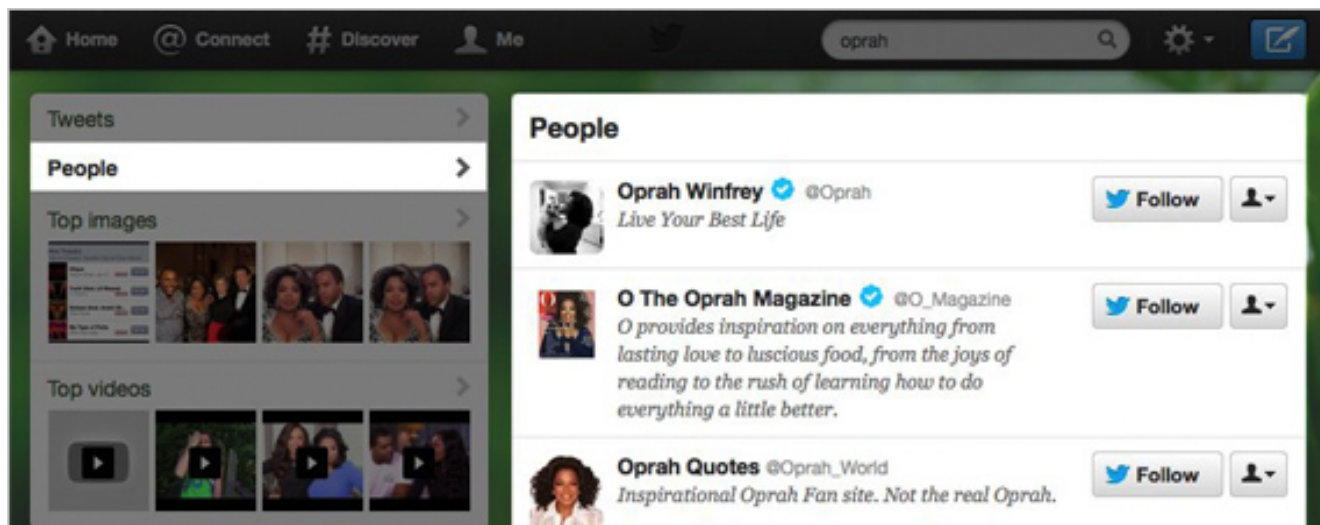 Home Connect Discover Me oprah
Tweets
People
Top images
Top videos
People
Oprah Winfrey @Oprah
Live Your Best Life
Follow
O The Oprah Magazine @O_Magazine
O provides inspiration on everything from
lasting love to luscious food, from the joys of
reading to the rush of learning how to do
everything a little better.
Follow
Oprah Quotes @Oprah_World
Inspirational Oprah Fan site. Not the real Oprah.
Follow